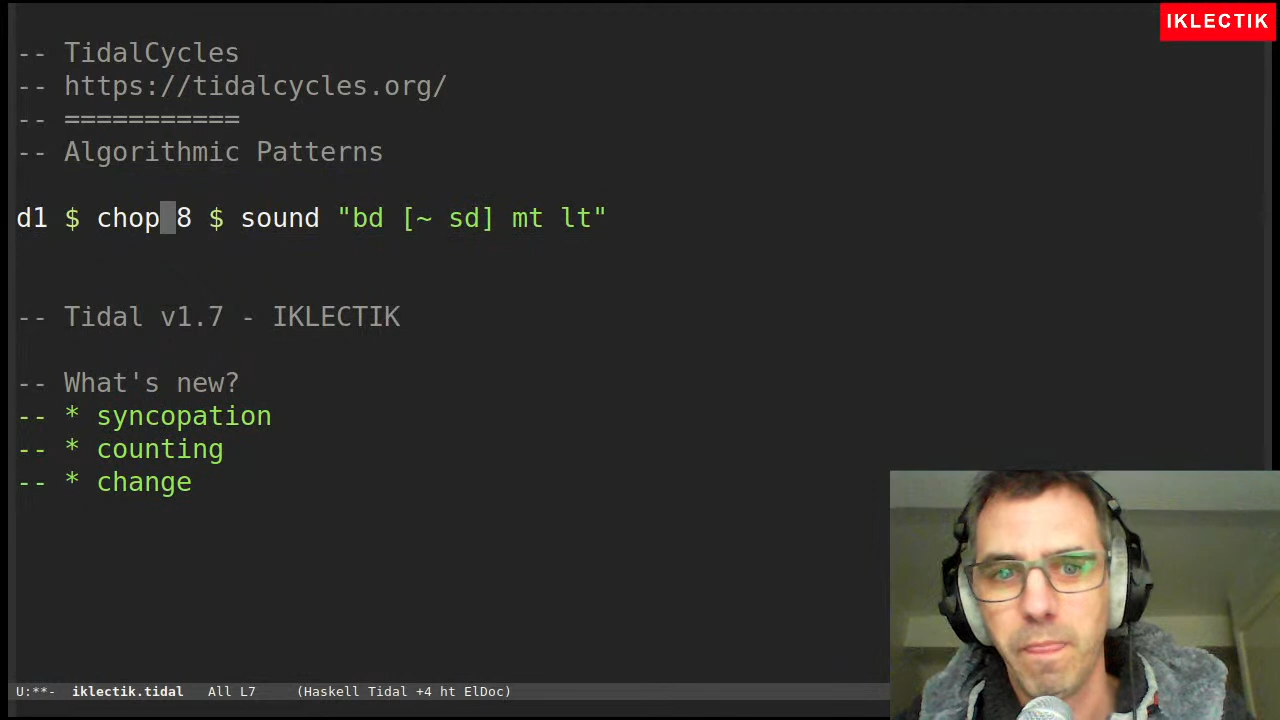 IKLECTIK
-- TidalCycles
-- https://tidalcycles.org/
-- ===========
-- Algorithmic Patterns
d1 $ chop 8 $ sound "bd [~ sd] mt lt"
-- Tidal v1.7 - IKLECTIK
-- What's new?
-- * syncopation
-- * counting
-- * change
U:**- iklectik.tidal All L7 (Haskell Tidal +4 ht ElDoc)